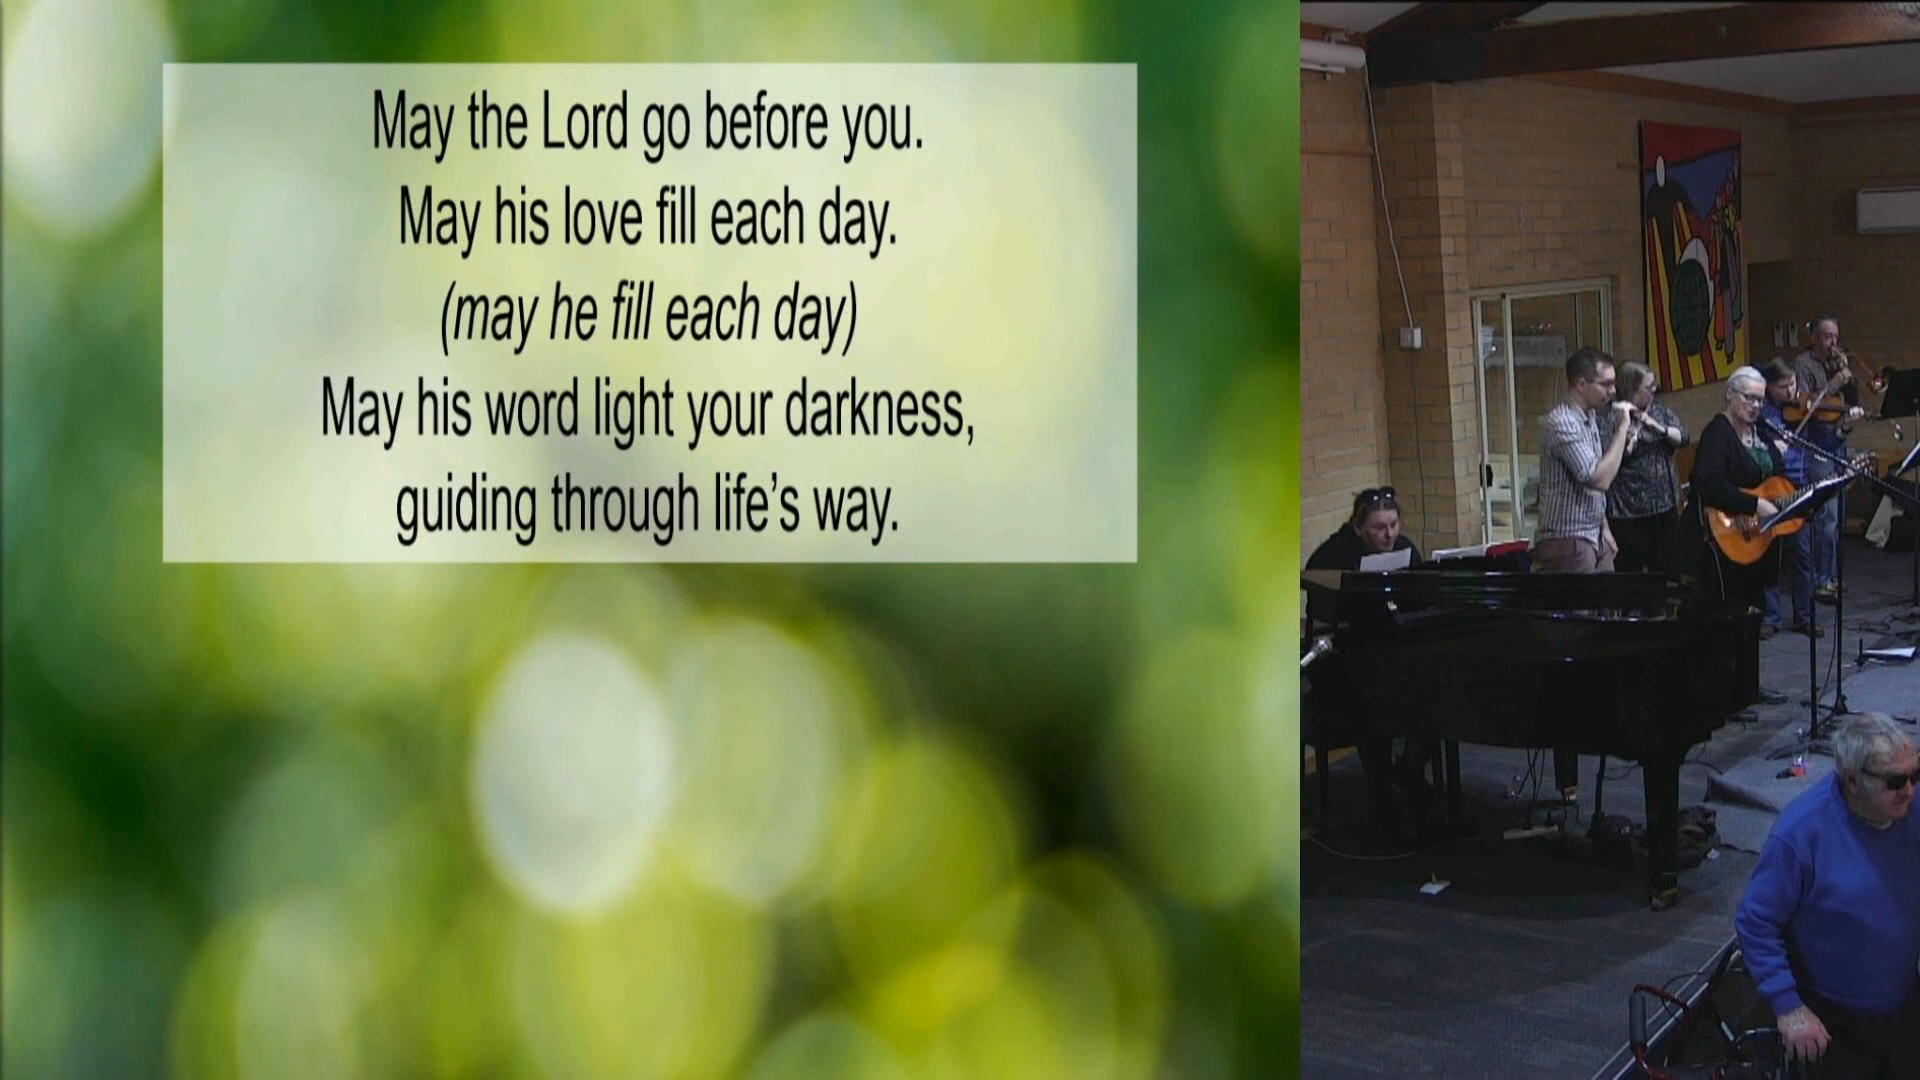 May the Lord go before you.
May his love fill each day.
(may he fill each day)
May his word light your darkness,
guiding through life’s way.